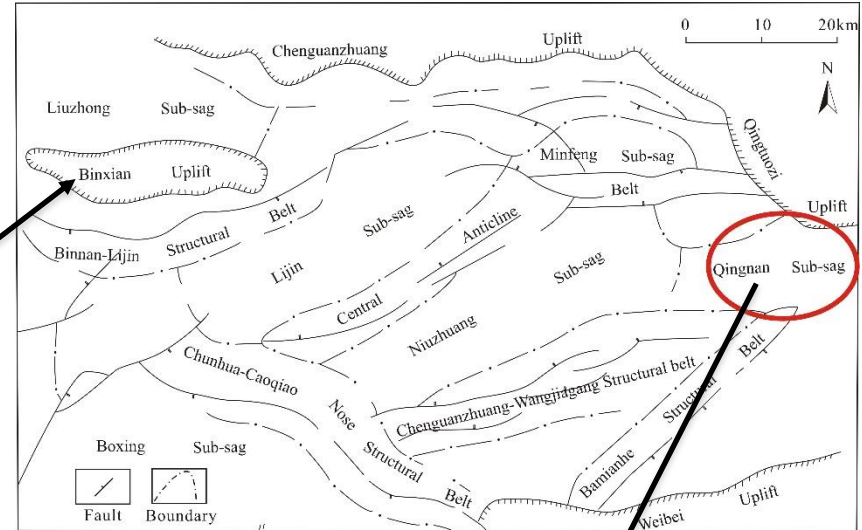 0 10 20km
N
Chenguanzhuang Uplift
Liuzhong Sub-sag
Qingtuozi
Uplift
Minfeng Sub-sag
Belt
Binxian Uplift
Binnan-Lijin Structural Belt
Lijin Sub-sag
Central Anticline
Niuzhuang Sub-sag
Qingnan Sub-sag
Chunhua-Caoqiao
Nose
Structural
Belt
Chenguanzhuang-Wangjidgang Structural belt
Bamianhe Structural Belt
Boxing Sub-sag
Weibei Uplift
Fault Boundary